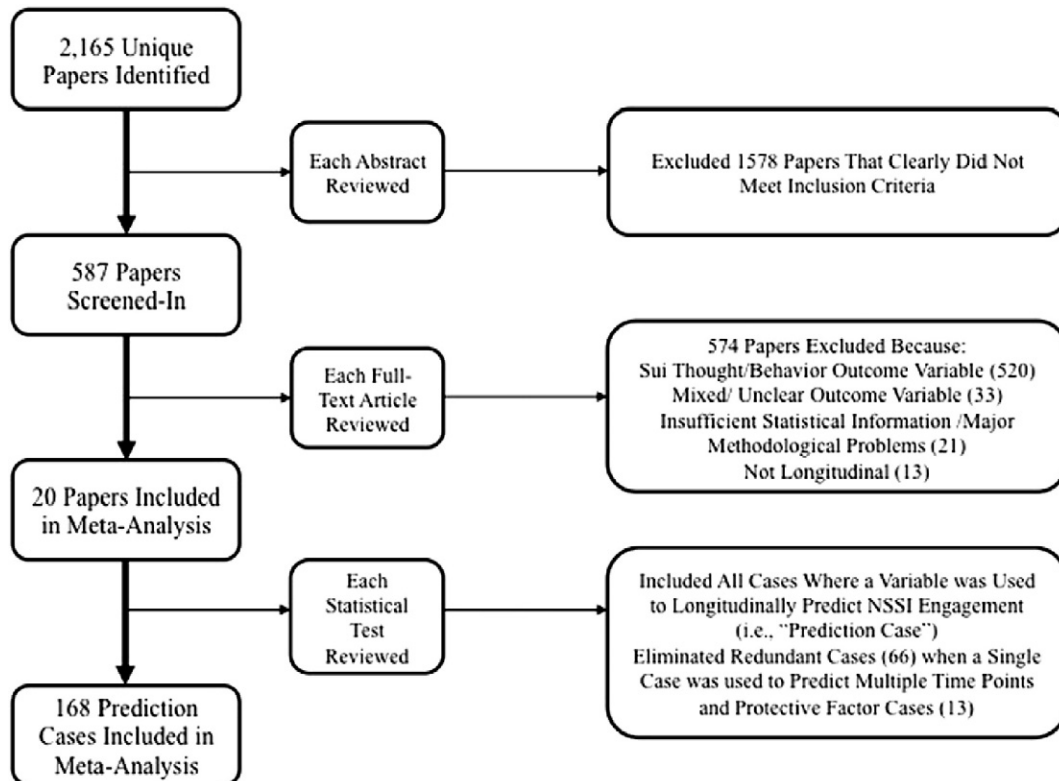 2,165 Unique
Papers Identified
Each Abstract
Reviewed
Excluded 1578 Papers That Clearly Did Not
Meet Inclusion Criteria
587 Papers
Screened-In
Each Full-
Text Article
Reviewed
574 Papers Excluded Because:
Sui Thought/Behavior Outcome Variable (520)
Mixed/ Unclear Outcome Variable (33)
Insufficient Statistical Information /Major
Methodological Problems (21)
Not Longitudinal (13)
20 Papers Included
in Meta-Analysis
Each
Statistical
Test
Reviewed
Included All Cases Where a Variable was Used
to Longitudinally Predict NSSI Engagement
(i.e., “Prediction Case”)
Eliminated Redundant Cases (66) when a Single
Case was used to Predict Multiple Time Points
and Protective Factor Cases (13)
168 Prediction
Cases Included in
Meta-Analysis